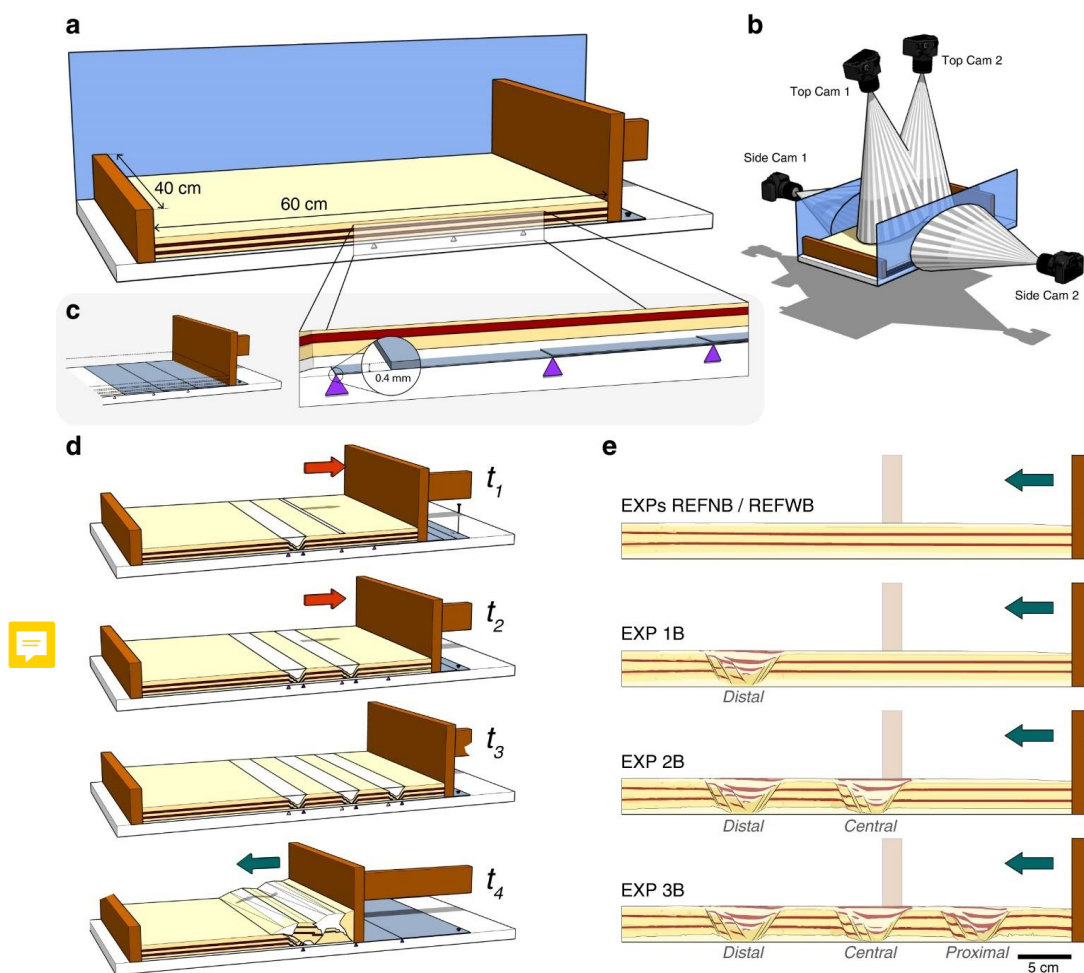 a
40 cm
60 cm
b
Top Cam 1
Top Cam 2
Side Cam 1
Side Cam 2
c
0.4 mm
d
t1
t2
t3
t4
e
EXPs REFNB / REFWB
EXP 1B
Distal
EXP 2B
Distal
Central
EXP 3B
Distal
Central
Proximal
5 cm